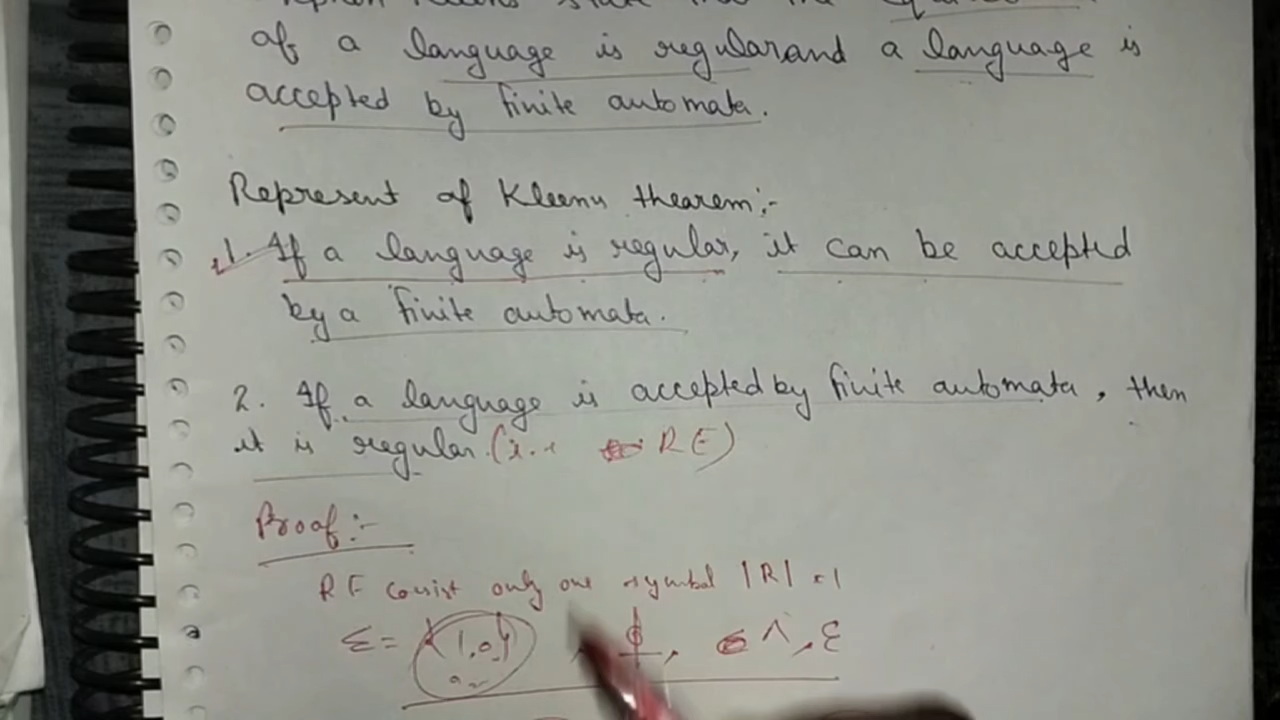 of a language is regular and a language is
accepted by finite automata.
Represent of Kleenu thearem:-
1. If a language is regular, it can be accepted
by a finite automata.
2. If a language is accepted by finite automata, then
it is regular. (i.e RE)
Proof:-
RE consist only one symbol |R| = 1
Σ = {1,0}, ϕ, ^, ε